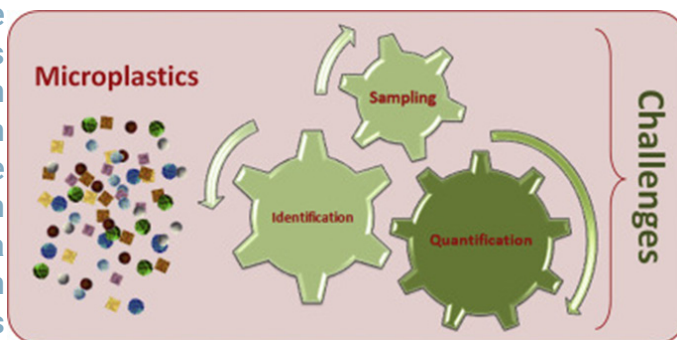 Microplastics
Sampling
Identification
Quantification
Challenges